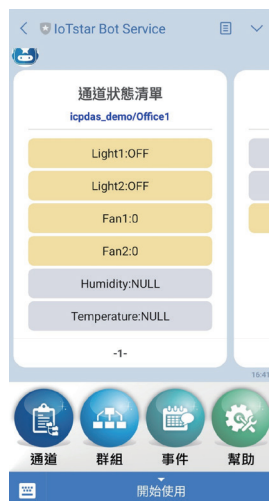 IoTstar Bot Service
通道狀態清單
icpdas_demo/Office1
Light1:OFF
Light2:OFF
Fan1:0
Fan2:0
Humidity:NULL
Temperature:NULL
-1-
16:41
通道
群組
事件
幫助
開始使用